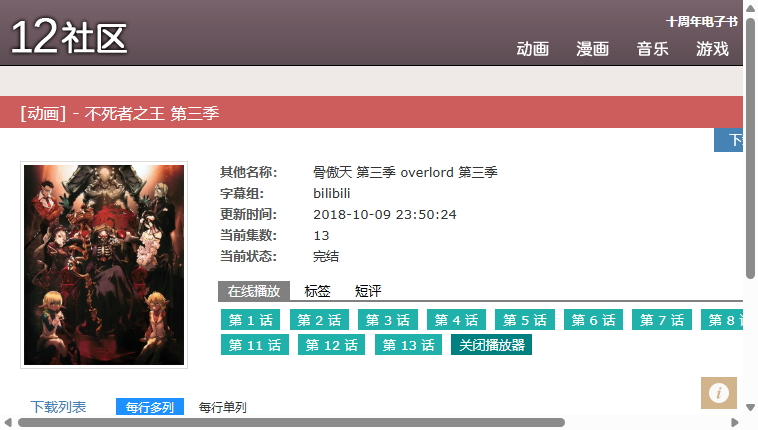 12社区
十周年电子书
动画 漫画 音乐 游戏
[动画] - 不死者之王 第三季
其他名称: 骨傲天 第三季 overlord 第三季
字幕组: bilibili
更新时间: 2018-10-09 23:50:24
当前集数: 13
当前状态: 完结
在线播放 标签 短评
第 1 话 第 2 话 第 3 话 第 4 话 第 5 话 第 6 话 第 7 话 第 8
第 11 话 第 12 话 第 13 话 关闭播放器
下载列表 每行多列 每行单列